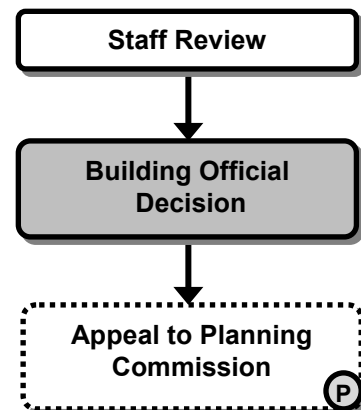 Staff Review
Building Official
Decision
Appeal to Planning
Commission
P